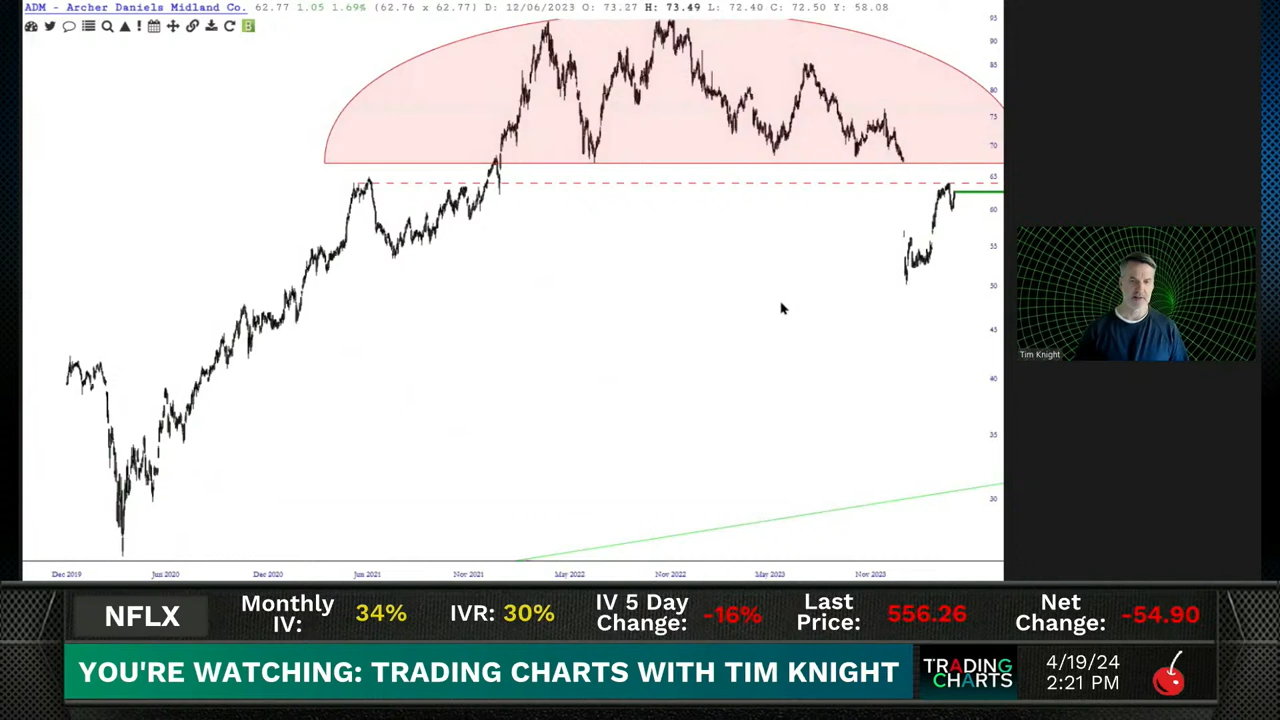 ADM - Archer Daniels Midland Co. 62.77 1.05 1.69% (62.76 x 62.77) D: 12/06/2023 O: 73.27 H: 73.49 L: 72.40 C: 72.50 Y: 58.08
95
90
85
80
75
70
65
60
55
50
45
40
35
30
Dec 2019 Jun 2020 Dec 2020 Jun 2021 Nov 2021 May 2022 Nov 2022 May 2023 Nov 2023
Tim Knight
NFLX
Monthly IV: 34%
IVR: 30%
IV 5 Day Change: -16%
Last Price: 556.26
Net Change: -54.90
YOU'RE WATCHING: TRADING CHARTS WITH TIM KNIGHT
TRADING
CHARTS
4/19/24
2:21 PM